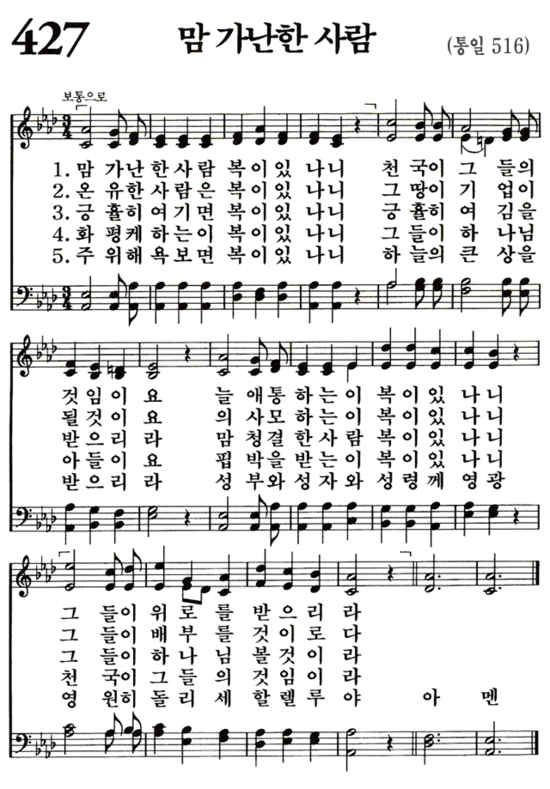 427 맘 가난한 사람 (통일 516)
보통으로
1. 맘 가난한사람 복이있 나니 천국이그 들의
2. 온 유한사람은 복이있 나니 그땅이 기 업이
3. 궁 휼히여기면 복이있 나니 궁휼히여 김을
4. 화 평케하는이 복이있 나니 그들이하 나님
5. 주 위해욕보면 복이있 나니 하늘의큰 상을
것임이요 늘애통하는이 복이있나니
될것이요 의사모하는이 복이있나니
받으리라 맘청결한사람 복이있나니
아들이요 핍박을받는이 복이있나니
받으리라 성부와성자와성령께영광
그들이위로를받으리라
그들이배부를것이로다
그들이하나님볼것이라
천국이그들의것임이라
영원히돌리세할렐루야 아멘